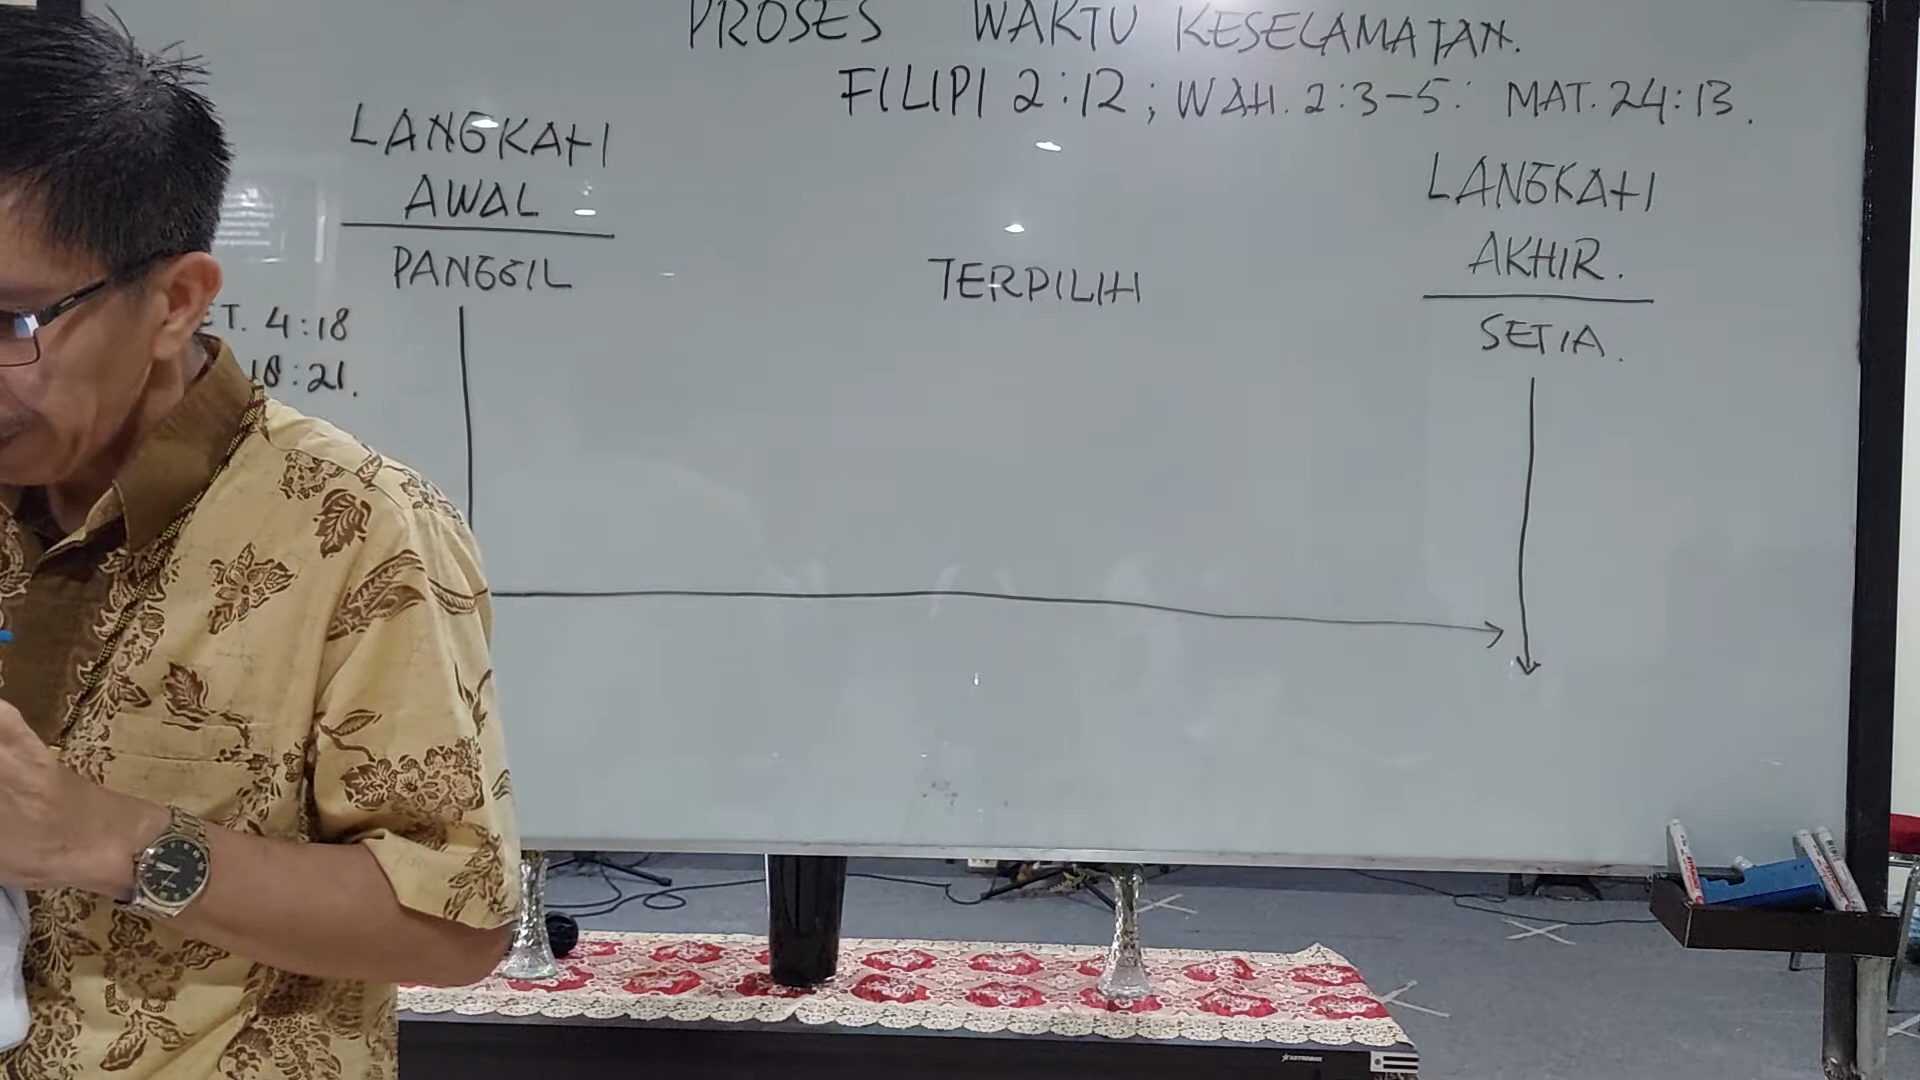 PROSES WAKTU KESELAMATAN.
FILIPI 2:12 ; WAH. 2:3-5 : MAT. 24:13.
LANGKAH
AWAL
PANGGIL
TERPILIH
LANGKAH
AKHIR.
SETIA.
ET. 4:18
18:21.